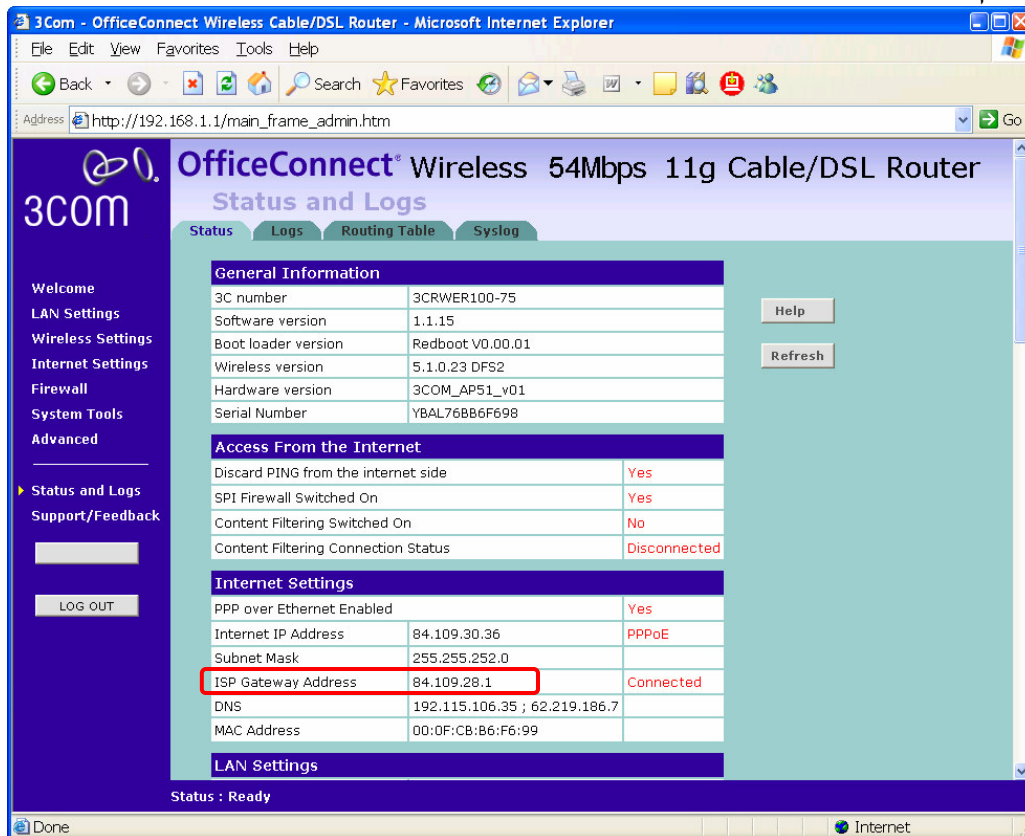 3Com - OfficeConnect Wireless Cable/DSL Router - Microsoft Internet Explorer
File Edit View Favorites Tools Help
Back Search Favorites
Address http://192.168.1.1/main_frame_admin.htm Go
3COM
OfficeConnect® Wireless 54Mbps 11g Cable/DSL Router
Status and Logs
Status Logs Routing Table Syslog
Welcome
LAN Settings
Wireless Settings
Internet Settings
Firewall
System Tools
Advanced
Status and Logs
Support/Feedback
LOG OUT
General Information
3C number 3CRWER100-75
Software version 1.1.15
Boot loader version Redboot V0.00.01
Wireless version 5.1.0.23 DFS2
Hardware version 3COM_AP51_v01
Serial Number YBAL76BB6F698
Help
Refresh
Access From the Internet
Discard PING from the internet side Yes
SPI Firewall Switched On Yes
Content Filtering Switched On No
Content Filtering Connection Status Disconnected
Internet Settings
PPP over Ethernet Enabled Yes
Internet IP Address 84.109.30.36 PPPoE
Subnet Mask 255.255.252.0
ISP Gateway Address 84.109.28.1 Connected
DNS 192.115.106.35 ; 62.219.186.7
MAC Address 00:0F:CB:B6:F6:99
LAN Settings
Status : Ready
Done Internet